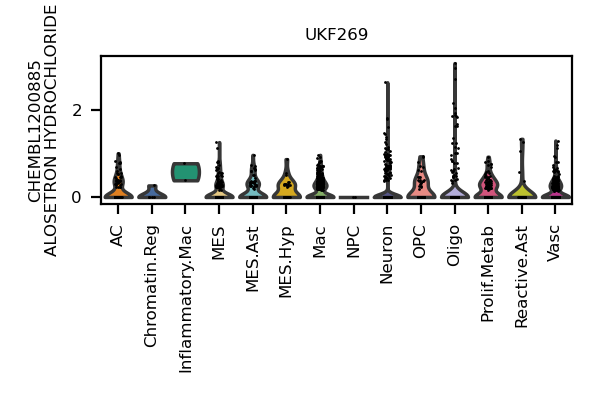 UKF269
CHEMBL1200885
ALOSETRON HYDROCHLORIDE
2
0
AC
Chromatin.Reg
Inflammatory.Mac
MES
MES.Ast
MES.Hyp
Mac
NPC
Neuron
OPC
Oligo
Prolif.Metab
Reactive.Ast
Vasc